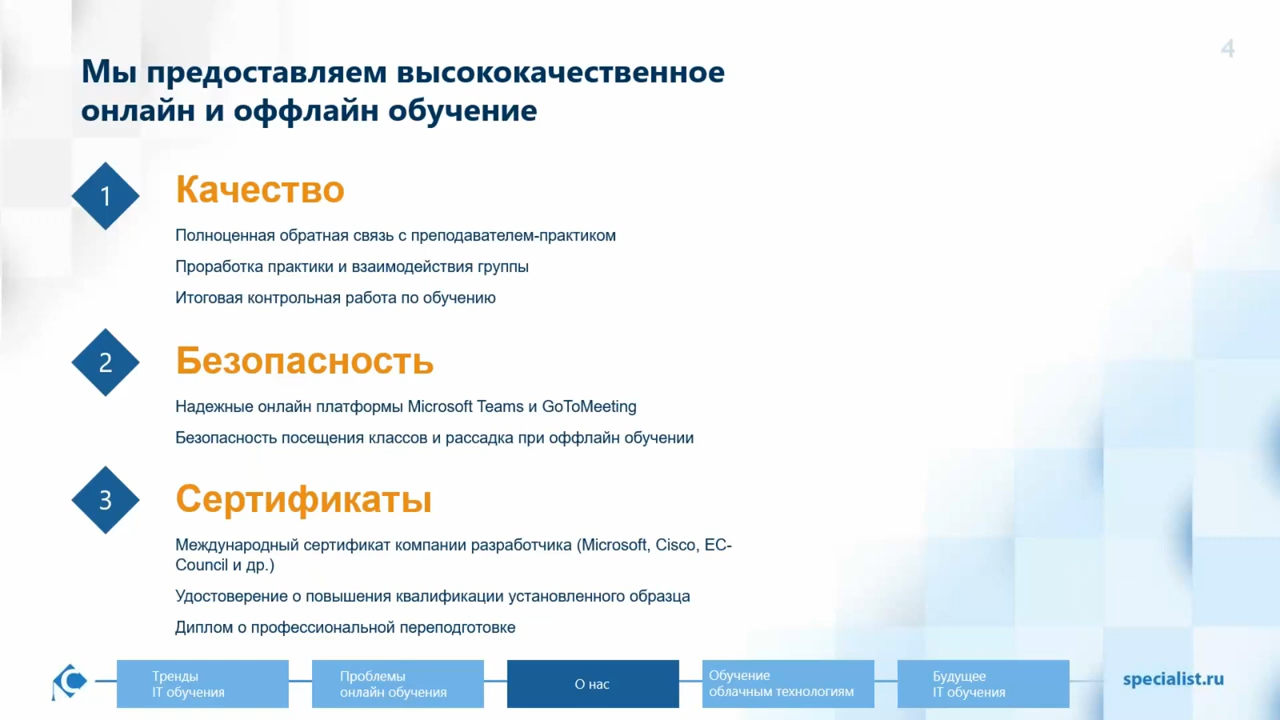 4
Мы предоставляем высококачественное
онлайн и оффлайн обучение
1
Качество
Полноценная обратная связь с преподавателем-практиком
Проработка практики и взаимодействия группы
Итоговая контрольная работа по обучению
2
Безопасность
Надежные онлайн платформы Microsoft Teams и GoToMeeting
Безопасность посещения классов и рассадка при оффлайн обучении
3
Сертификаты
Международный сертификат компании разработчика (Microsoft, Cisco, EC-
Council и др.)
Удостоверение о повышения квалификации установленного образца
Диплом о профессиональной переподготовке
Тренды
IT обучения
Проблемы
онлайн обучения
О нас
Обучение
облачным технологиям
Будущее
IT обучения
specialist.ru